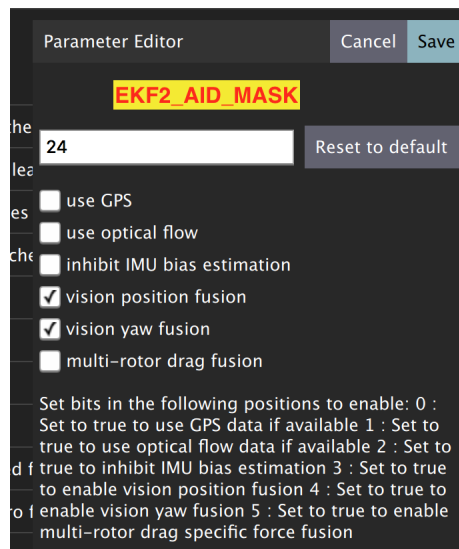 Parameter Editor Cancel Save
EKF2_AID_MASK
24 Reset to default
use GPS
use optical flow
inhibit IMU bias estimation
vision position fusion
vision yaw fusion
multi-rotor drag fusion
Set bits in the following positions to enable: 0 :
Set to true to use GPS data if available 1 : Set to
true to use optical flow data if available 2 : Set to
true to inhibit IMU bias estimation 3 : Set to true
to enable vision position fusion 4 : Set to true to
enable vision yaw fusion 5 : Set to true to enable
multi-rotor drag specific force fusion